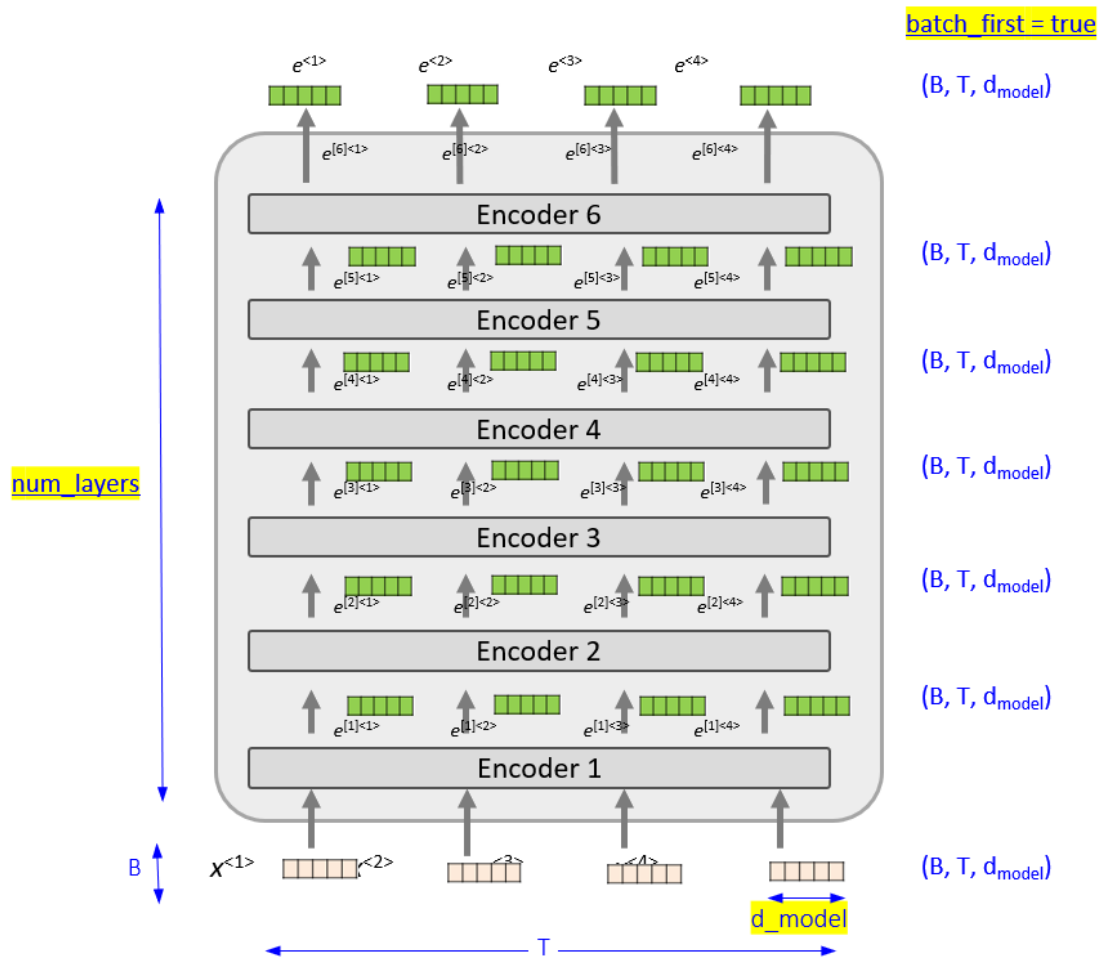 batch_first = true
e<1> e<2> e<3> e<4>
(B, T, dmodel)
e[6]<1> e[6]<2> e[6]<3> e[6]<4>
Encoder 6
(B, T, dmodel)
e[5]<1> e[5]<2> e[5]<3> e[5]<4>
Encoder 5
(B, T, dmodel)
e[4]<1> e[4]<2> e[4]<3> e[4]<4>
Encoder 4
(B, T, dmodel)
num_layers
e[3]<1> e[3]<2> e[3]<3> e[3]<4>
Encoder 3
(B, T, dmodel)
e[2]<1> e[2]<2> e[2]<3> e[2]<4>
Encoder 2
(B, T, dmodel)
e[1]<1> e[1]<2> e[1]<3> e[1]<4>
Encoder 1
B
x<1> <2> <3> <4>
(B, T, dmodel)
d_model
T